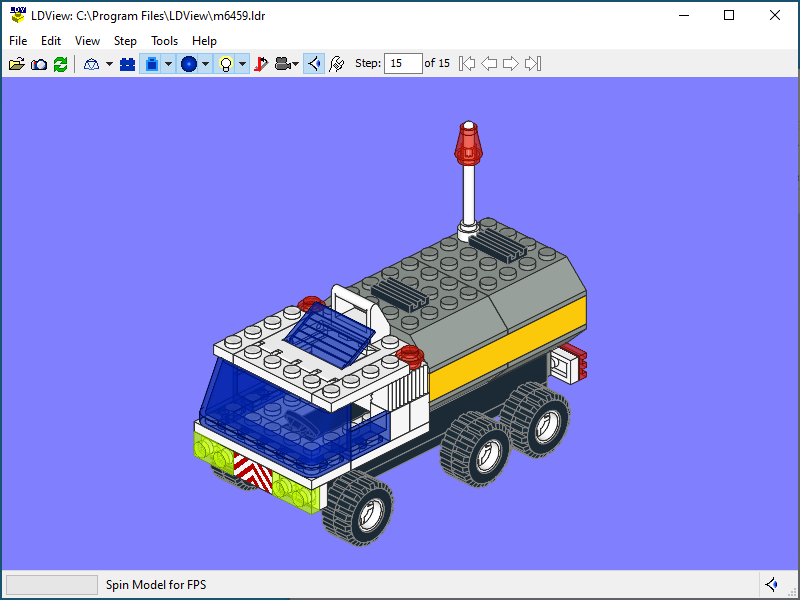 LDView: C:\Program Files\LDView\m6459.ldr
File Edit View Step Tools Help
Step: 15 of 15
Spin Model for FPS